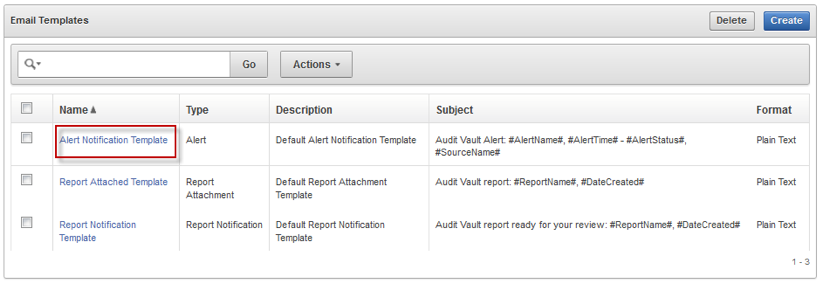 Email Templates Delete Create
Go Actions
Name Type Description Subject Format
Alert Notification Template Alert Default Alert Notification Template Audit Vault Alert: #AlertName#, #AlertTime# - #AlertStatus#, Plain Text
#SourceName#
Report Attached Template Report Default Report Attachment Audit Vault report: #ReportName#, #DateCreated# Plain Text
Attachment Template
Report Notification Report Notification Default Report Notification Audit Vault report ready for your review: #ReportName#, #DateCreated# Plain Text
Template Template
1 - 3